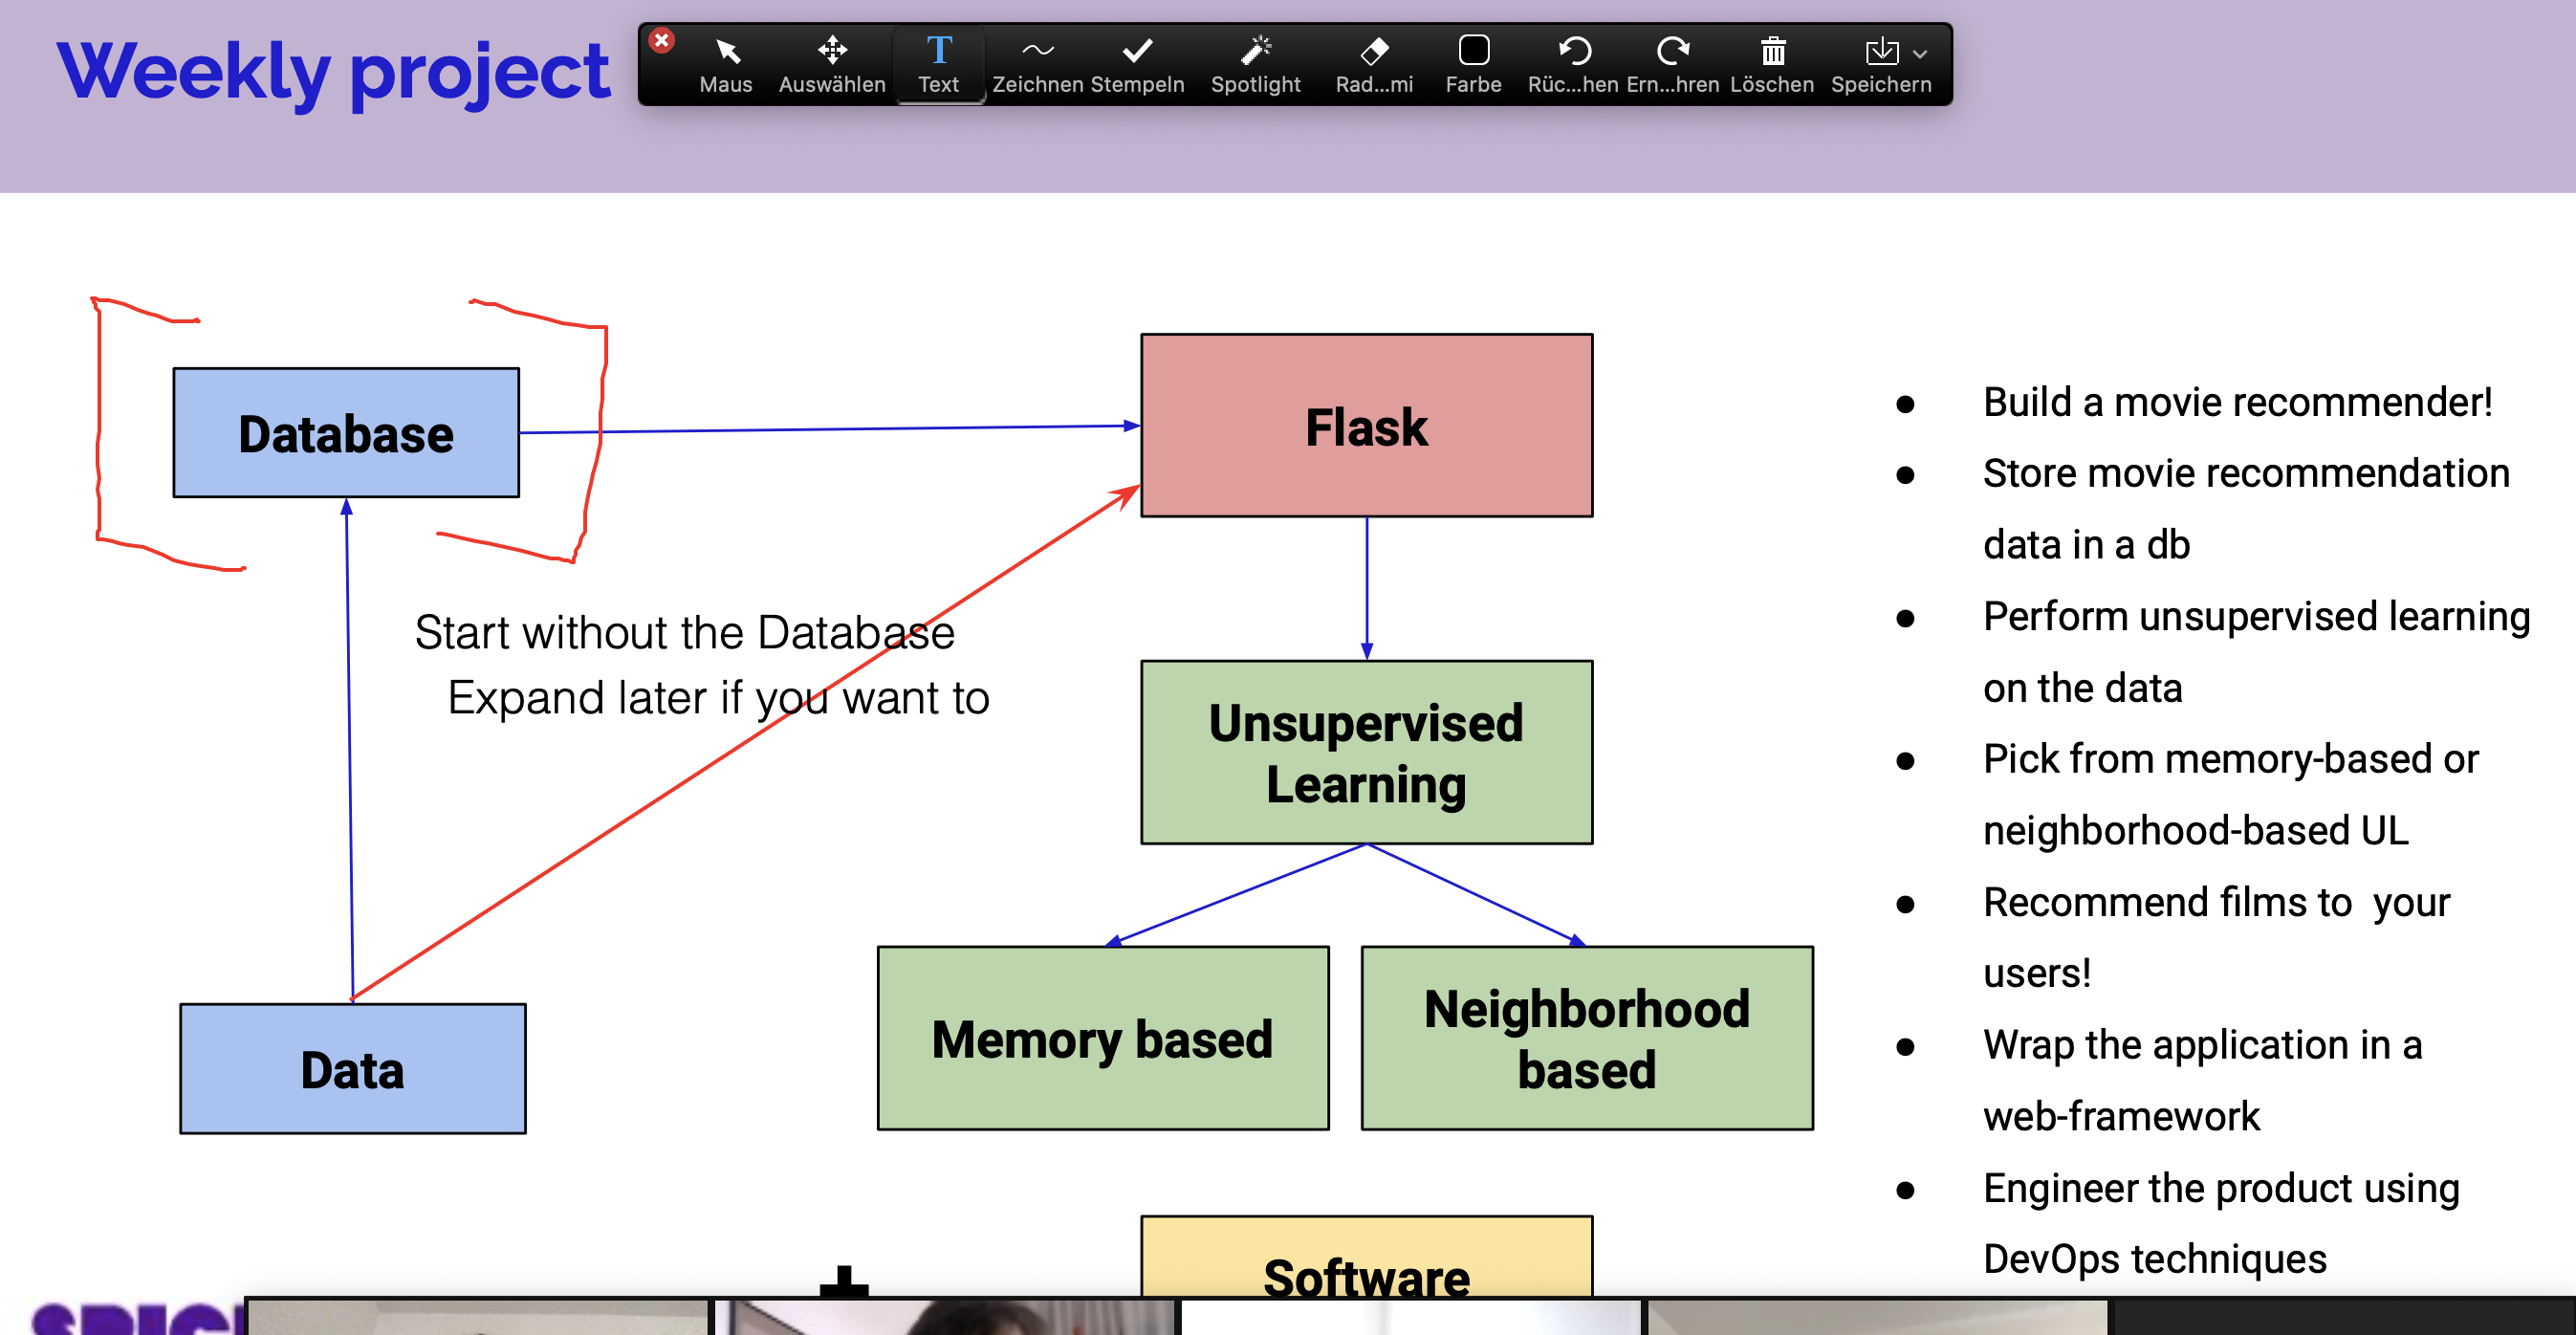 Weekly project
Maus
Auswählen
Text
Zeichnen
Stempeln
Spotlight
Rad...mi
Farbe
Rüc...hen
Ern...hren
Löschen
Speichern
Database
Flask
Start without the Database
Expand later if you want to
Unsupervised
Learning
Data
Memory based
Neighborhood
based
Software
● Build a movie recommender!
● Store movie recommendation
data in a db
● Perform unsupervised learning
on the data
● Pick from memory-based or
neighborhood-based UL
● Recommend films to  your
users!
● Wrap the application in a
web-framework
● Engineer the product using
DevOps techniques